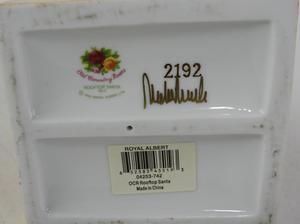 Old Country Roses
ROOFTOP SANTA
2192
ROYAL ALBERT
04253-742
OCR Rooftop Santa
Made in China